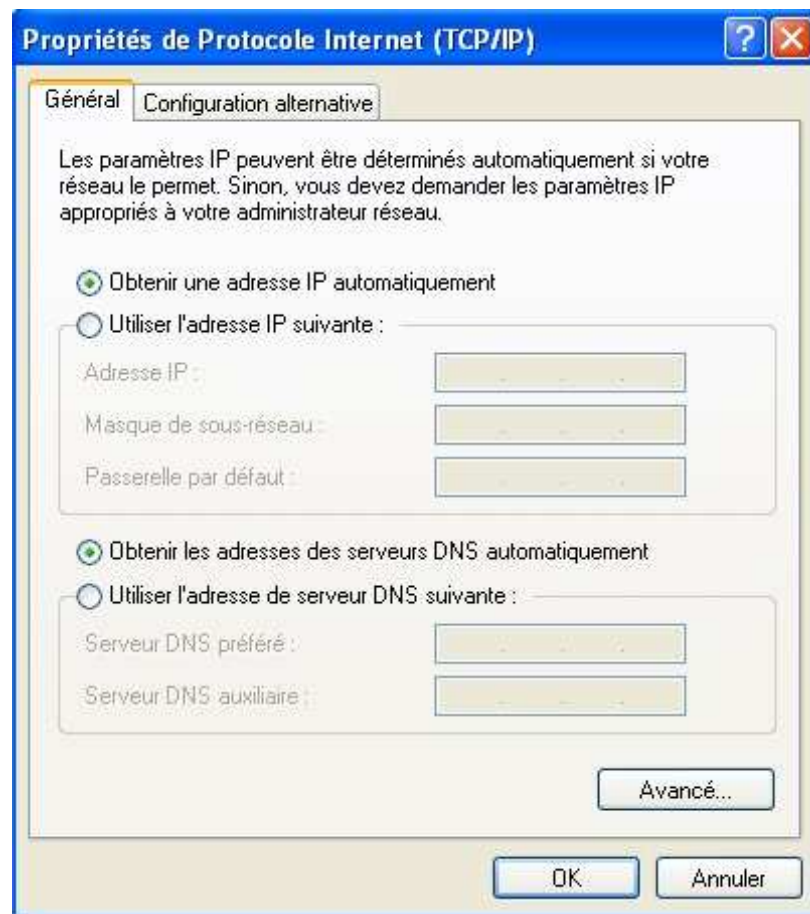 Propriétés de Protocole Internet (TCP/IP)
Général
Configuration alternative
Les paramètres IP peuvent être déterminés automatiquement si votre
réseau le permet. Sinon, vous devez demander les paramètres IP
appropriés à votre administrateur réseau.
Obtenir une adresse IP automatiquement
Utiliser l'adresse IP suivante :
Adresse IP :
Masque de sous-réseau :
Passerelle par défaut :
Obtenir les adresses des serveurs DNS automatiquement
Utiliser l'adresse de serveur DNS suivante :
Serveur DNS préféré :
Serveur DNS auxiliaire :
Avancé...
OK
Annuler